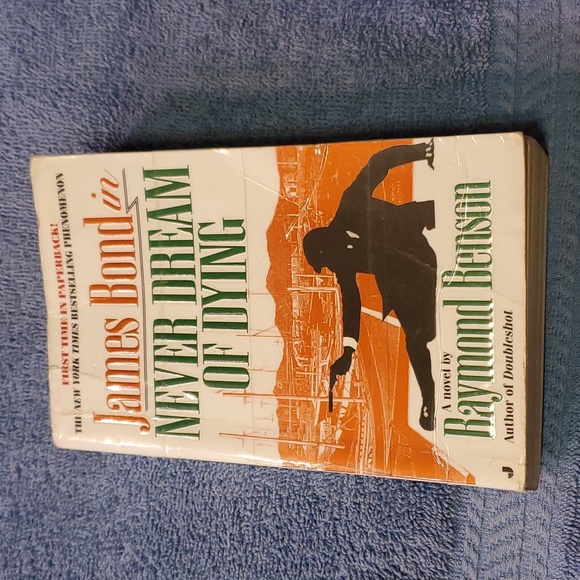 FIRST TIME IN PAPERBACK!
THE NEW YORK TIMES BESTSELLING PHENOMENON
James Bond in
NEVER DREAM
OF DYING
A novel by
Raymond Benson
Author of Doubleshot
J